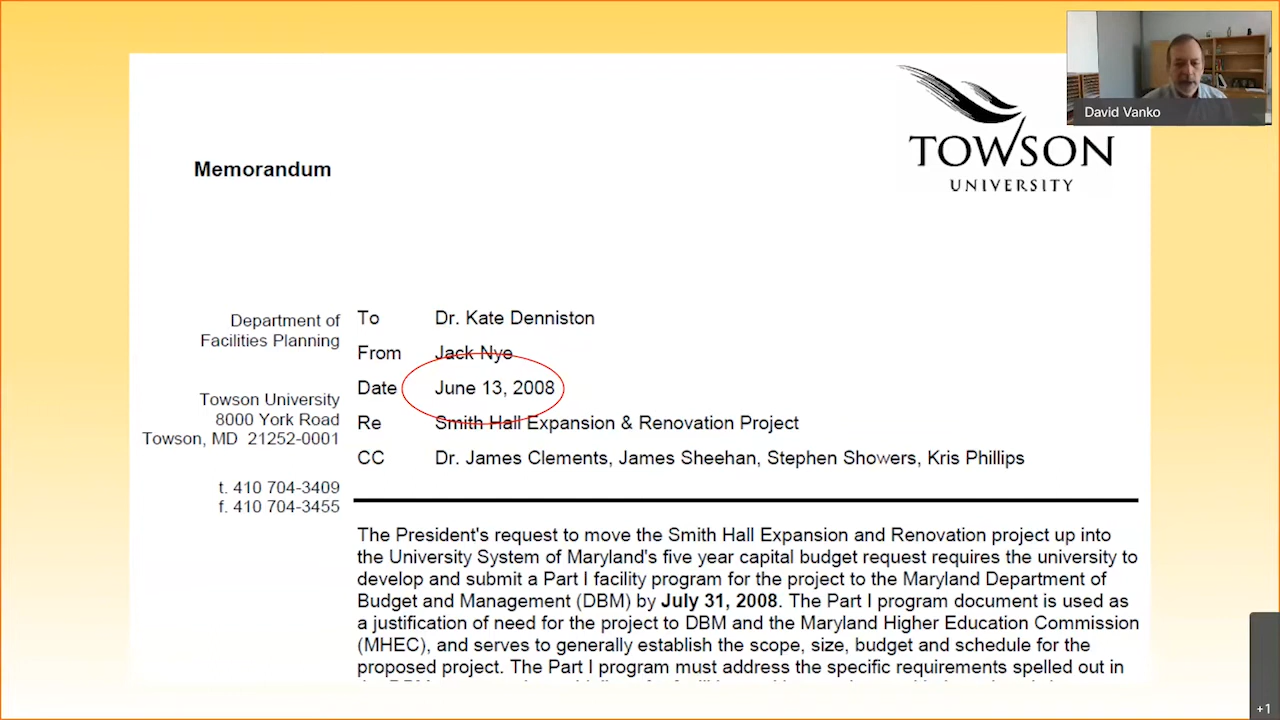 David Vanko
TOWSON
UNIVERSITY
Memorandum
Department of
Facilities Planning
Towson University
8000 York Road
Towson, MD 21252-0001
t. 410 704-3409
f. 410 704-3455
To Dr. Kate Denniston
From Jack Nye
Date June 13, 2008
Re Smith Hall Expansion & Renovation Project
CC Dr. James Clements, James Sheehan, Stephen Showers, Kris Phillips
The President's request to move the Smith Hall Expansion and Renovation project up into
the University System of Maryland's five year capital budget request requires the university to
develop and submit a Part I facility program for the project to the Maryland Department of
Budget and Management (DBM) by July 31, 2008. The Part I program document is used as
a justification of need for the project to DBM and the Maryland Higher Education Commission
(MHEC), and serves to generally establish the scope, size, budget and schedule for the
proposed project. The Part I program must address the specific requirements spelled out in
+1